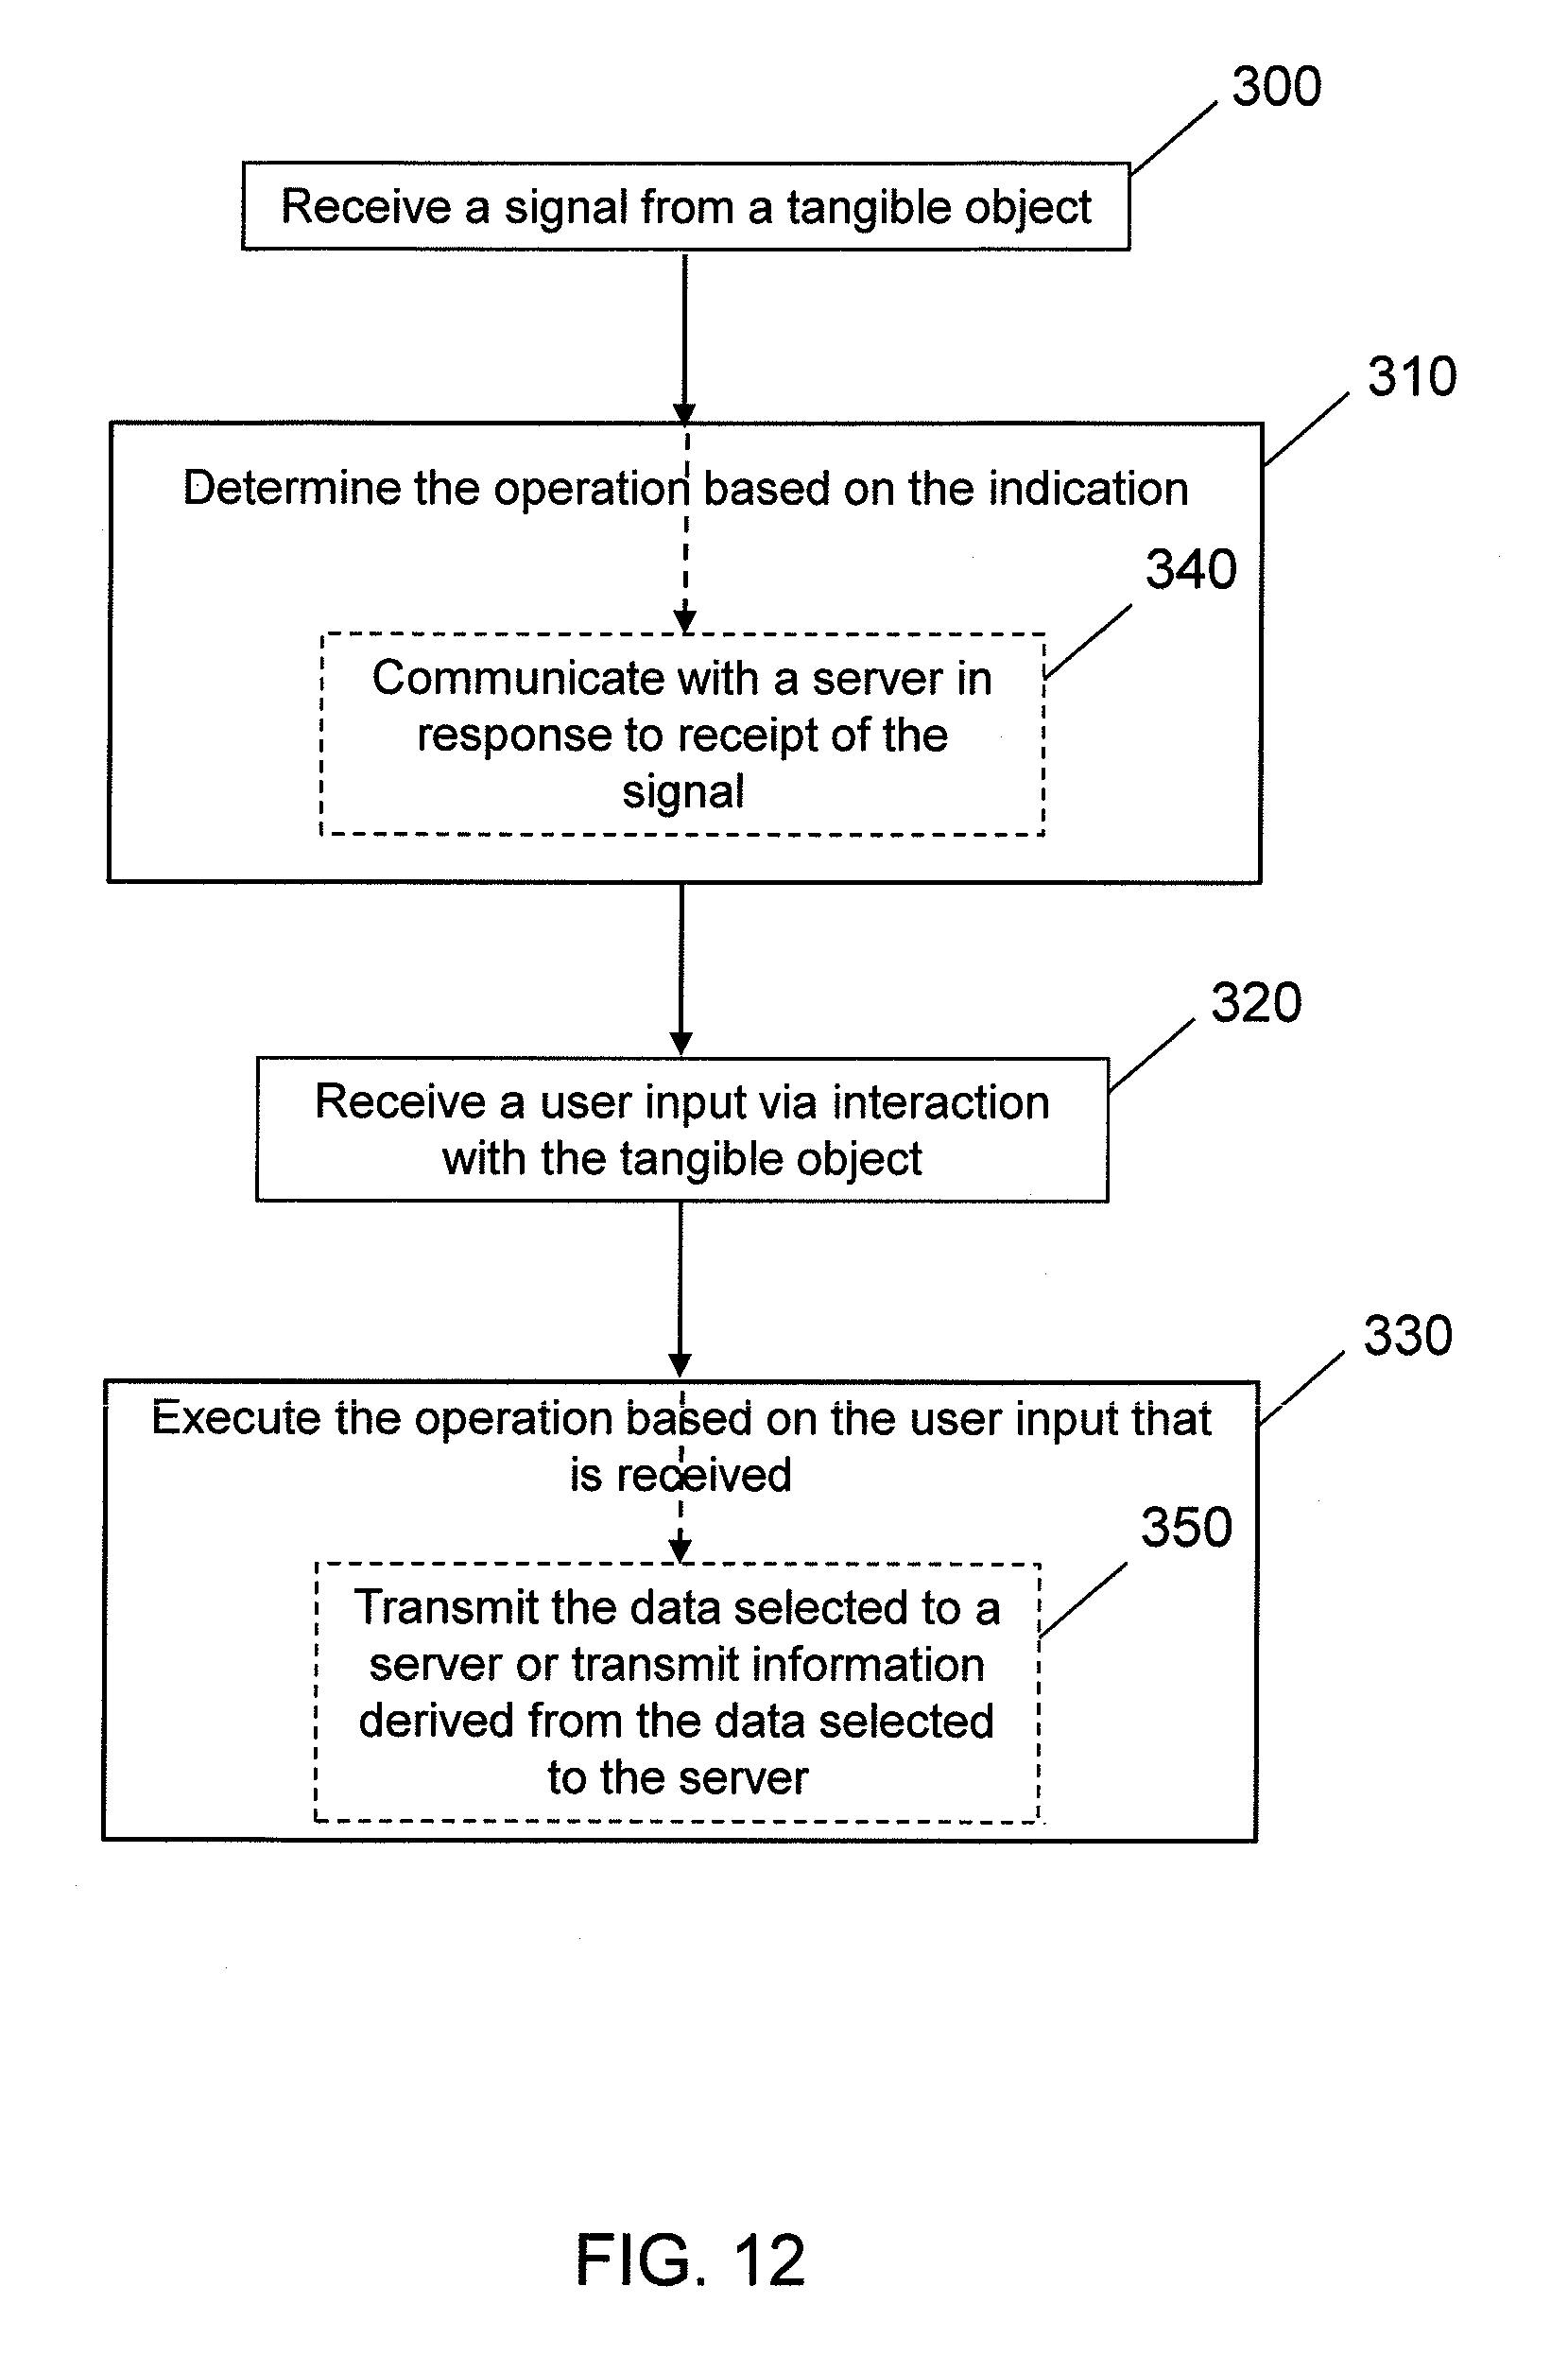 300
Receive a signal from a tangible object
310
Determine the operation based on the indication
340
Communicate with a server in
response to receipt of the
signal
320
Receive a user input via interaction
with the tangible object
330
Execute the operation based on the user input that
is received
350
Transmit the data selected to a
server or transmit information
derived from the data selected
to the server
FIG. 12